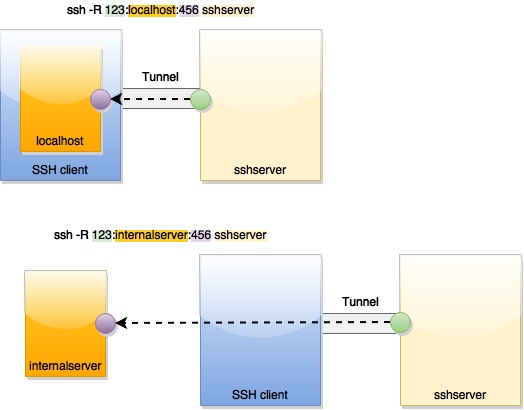 ssh -R 123:localhost:456 sshserver
Tunnel
localhost
SSH client
sshserver
ssh -R 123:internalserver:456 sshserver
Tunnel
internalserver
SSH client
sshserver